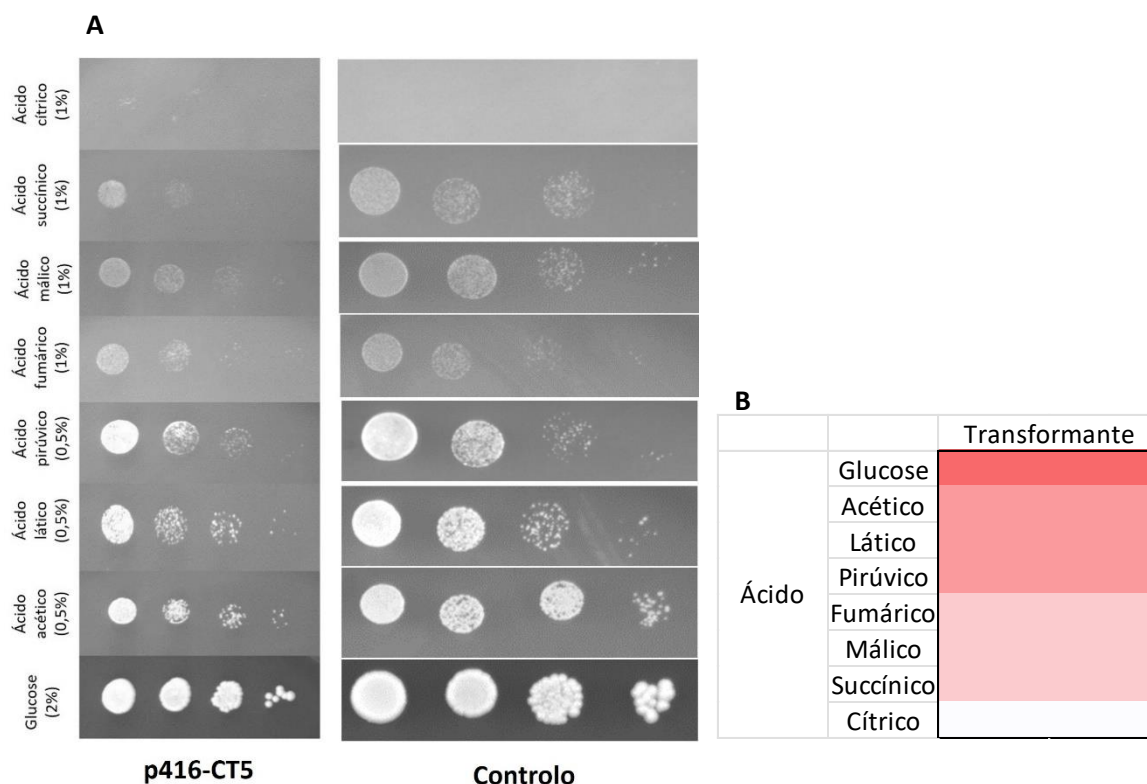 A
Ácido
cítrico
(1%)
Ácido
succínico
(1%)
Ácido
málico
(1%)
Ácido
fumárico
(1%)
Ácido
pirúvico
(0,5%)
Ácido
lático
(0,5%)
Ácido
acético
(0,5%)
Glucose
(2%)
p416-CT5
Controlo
B
Transformante
Glucose
Acético
Lático
Pirúvico
Ácido
Fumárico
Málico
Succínico
Cítrico